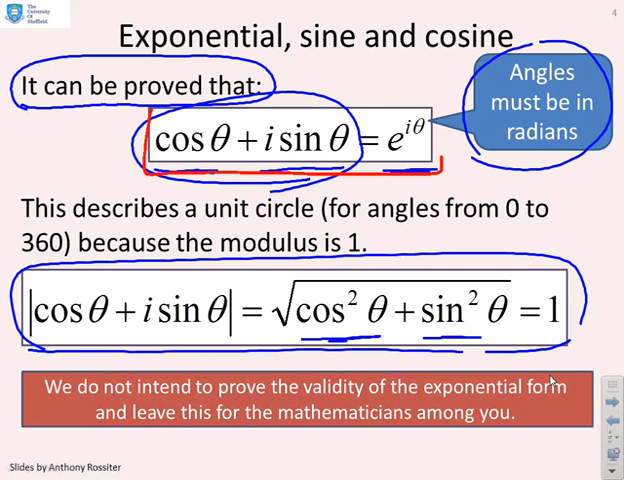 The
University
Of
Sheffield.
4
Exponential, sine and cosine
It can be proved that:
Angles
must be in
radians
cos θ + i sin θ = e^{iθ}
This describes a unit circle (for angles from 0 to
360) because the modulus is 1.
|cos θ + i sin θ| = √(cos² θ + sin² θ) = 1
We do not intend to prove the validity of the exponential form
and leave this for the mathematicians among you.
Slides by Anthony Rossiter